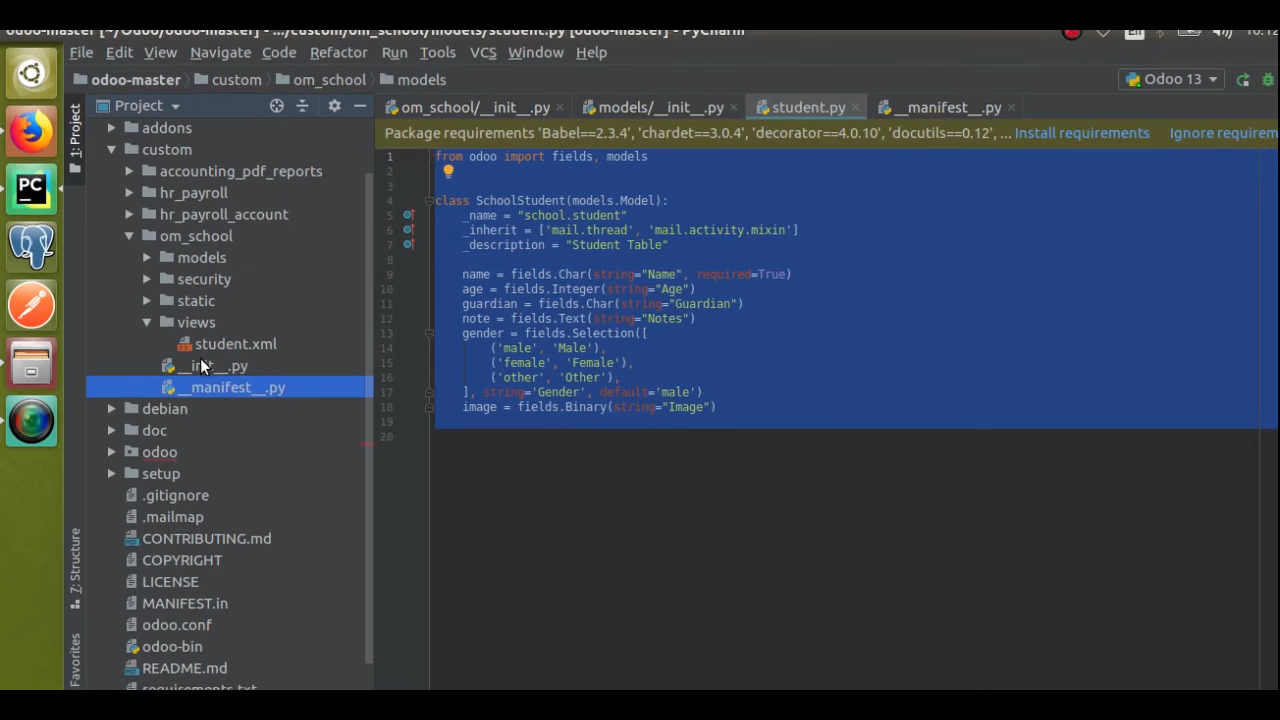 odoo-master [~/Odoo/odoo-master] - .../custom/om_school/models/student.py [odoo-master] - PyCharm
En
10:12
File Edit View Navigate Code Refactor Run Tools VCS Window Help
odoo-master custom om_school models
Odoo 13
Project
om_school/__init__.py models/__init__.py student.py __manifest__.py
Package requirements 'Babel==2.3.4', 'chardet==3.0.4', 'decorator==4.0.10', 'docutils==0.12', ... Install requirements Ignore requirem
1: Project
7: Structure
Favorites
PC
addons
custom
accounting_pdf_reports
hr_payroll
hr_payroll_account
om_school
models
security
static
views
student.xml
__init__.py
__manifest__.py
debian
doc
odoo
setup
.gitignore
.mailmap
CONTRIBUTING.md
COPYRIGHT
LICENSE
MANIFEST.in
odoo.conf
odoo-bin
README.md
requirements.txt
1 from odoo import fields, models
2
3
4 class SchoolStudent(models.Model):
5 _name = "school.student"
6 _inherit = ['mail.thread', 'mail.activity.mixin']
7 _description = "Student Table"
8
9 name = fields.Char(string="Name", required=True)
10 age = fields.Integer(string="Age")
11 guardian = fields.Char(string="Guardian")
12 note = fields.Text(string="Notes")
13 gender = fields.Selection([
14 ('male', 'Male'),
15 ('female', 'Female'),
16 ('other', 'Other'),
17 ], string='Gender', default='male')
18 image = fields.Binary(string="Image")
19
20